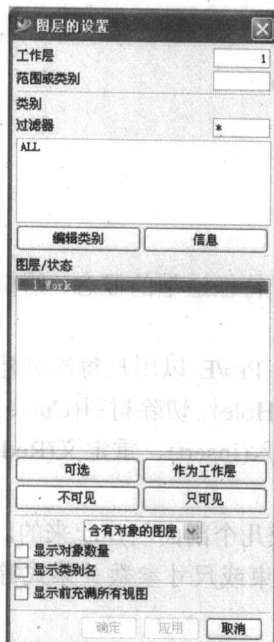 图层的设置
工作层 1
范围或类别
类别
过滤器 *
ALL
编辑类别 信息
图层/状态
1 Work
可选 作为工作层
不可见 只可见
含有对象的图层
显示对象数量
显示类别名
显示前充满所有视图
确定 应用 取消